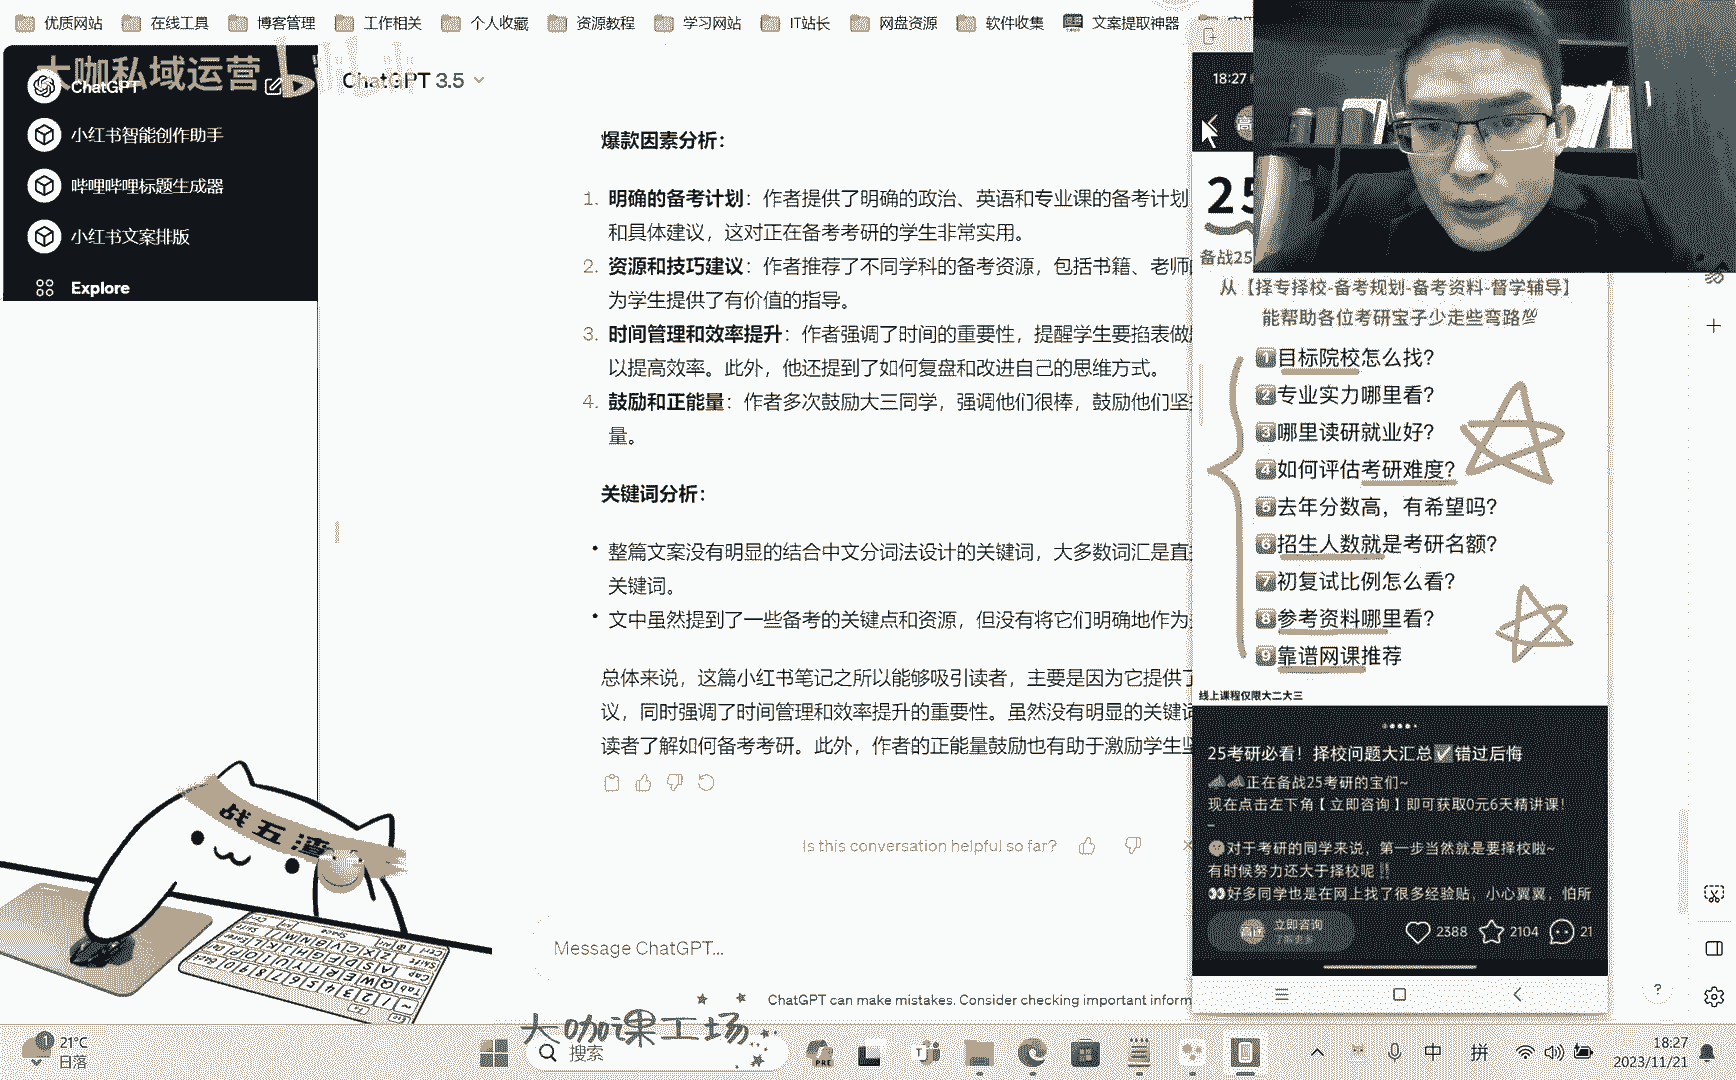 优质网站 在线工具 博客管理 工作相关 个人收藏 资源教程 学习网站 IT站长 网盘资源 软件收集 文案提取神器
大咖私域运营
ChatGPT
小红书智能创作助手
哔哩哔哩标题生成器
小红书文案排版
Explore
ChatGPT 3.5
爆款因素分析：
1. 明确的备考计划：作者提供了明确的政治、英语和专业课的备考计划
和具体建议，这对正在备考考研的学生非常实用。
2. 资源和技巧建议：作者推荐了不同学科的备考资源，包括书籍、老师
为学生提供了有价值的指导。
3. 时间管理和效率提升：作者强调了时间的重要性，提醒学生要掐表做
以提高效率。此外，他还提到了如何复盘和改进自己的思维方式。
4. 鼓励和正能量：作者多次鼓励大三同学，强调他们很棒，鼓励他们坚
量。
关键词分析：
• 整篇文案没有明显的结合中文分词法设计的关键词，大多数词汇是直
关键词。
• 文中虽然提到了一些备考的关键点和资源，但没有将它们明确地作为
总体来说，这篇小红书笔记之所以能够吸引读者，主要是因为它提供了
议，同时强调了时间管理和效率提升的重要性。虽然没有明显的关键词
读者了解如何备考考研。此外，作者的正能量鼓励也有助于激励学生坚
Is this conversation helpful so far?
Message ChatGPT...
ChatGPT can make mistakes. Consider checking important inform
18:27
25
备战25
从【择专择校-备考规划-备考资料-督学辅导】
能帮助各位考研宝子少走些弯路💯
1️⃣目标院校怎么找？
2️⃣专业实力哪里看？
3️⃣哪里读研就业好？
4️⃣如何评估考研难度？
5️⃣去年分数高，有希望吗？
6️⃣招生人数就是考研名额？
7️⃣初复试比例怎么看？
8️⃣参考资料哪里看？
9️⃣靠谱网课推荐
线上课程仅限大二大三
25考研必看！择校问题大汇总✅错过后悔
📣📣正在备战25考研的宝们~
现在点击左下角【立即咨询】即可获取0元6天精讲课！
–
对于考研的同学来说，第一步当然就是要择校啦~
有时候努力还大于择校呢‼️
👀好多同学也是在网上找了很多经验贴，小心翼翼，怕所
立即咨询
了解更多
2388 2104 21
战五渣
大咖课工场
21°C
日落
搜索
中 拼
18:27
2023/11/21